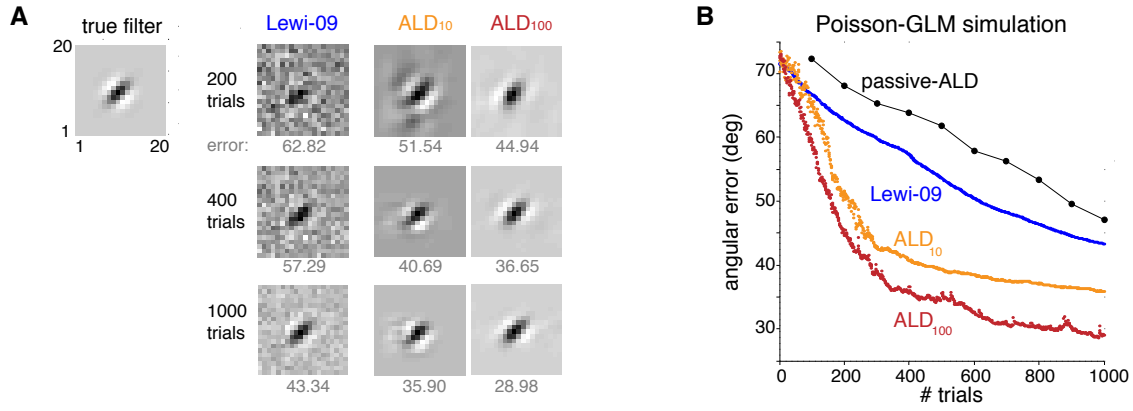 A
true filter
20
1
1
20
Lewi-09
ALD10
ALD100
200
trials
error:
62.82
51.54
44.94
400
trials
57.29
40.69
36.65
1000
trials
43.34
35.90
28.98
B
Poisson-GLM simulation
angular error (deg)
70
60
50
40
30
passive-ALD
Lewi-09
ALD10
ALD100
0
200
400
600
800
1000
# trials